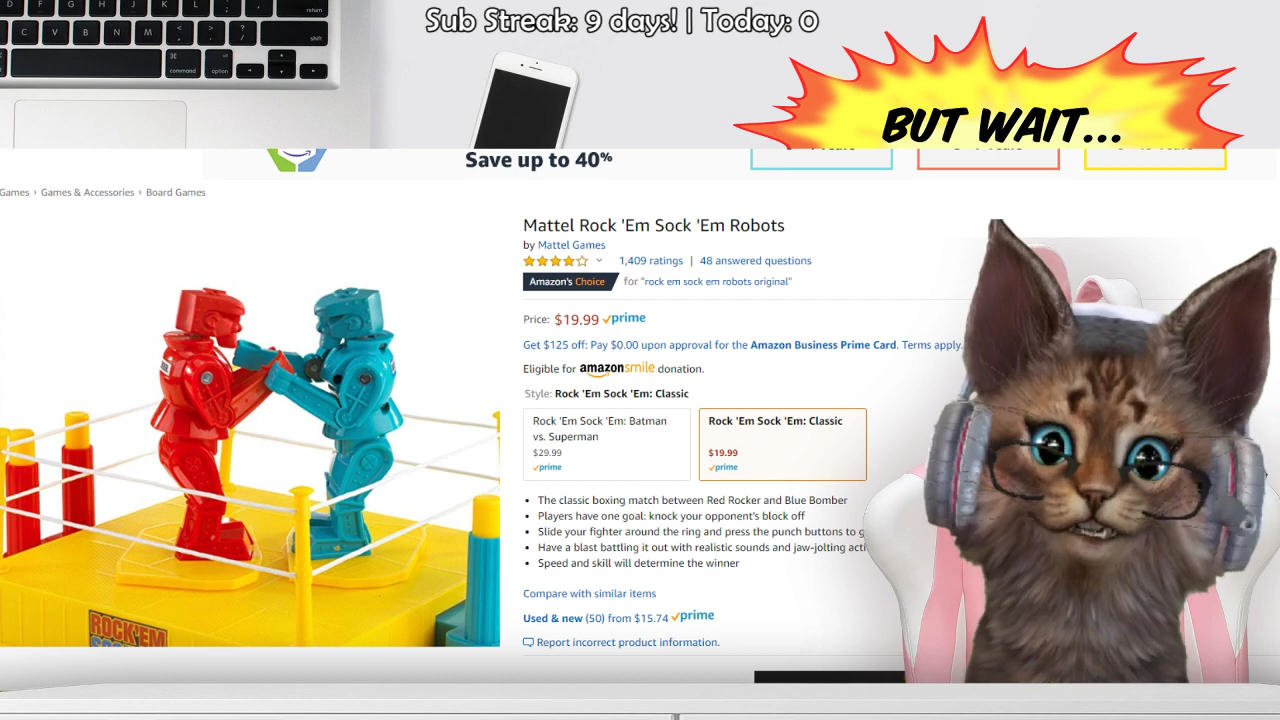 return
C V B N M < > ? shift
command option
Sub Streak: 9 days! | Today: 0
BUT WAIT...
Save up to 40%
Games › Games & Accessories › Board Games
Mattel Rock 'Em Sock 'Em Robots
by Mattel Games
1,409 ratings | 48 answered questions
Amazon's Choice for "rock em sock em robots original"
Price: $19.99 prime
Get $125 off: Pay $0.00 upon approval for the Amazon Business Prime Card. Terms apply.
Eligible for amazonsmile donation.
Style: Rock 'Em Sock 'Em: Classic
Rock 'Em Sock 'Em: Batman
vs. Superman
$29.99
prime
Rock 'Em Sock 'Em: Classic
$19.99
prime
• The classic boxing match between Red Rocker and Blue Bomber
• Players have one goal: knock your opponent's block off
• Slide your fighter around the ring and press the punch buttons to
• Have a blast battling it out with realistic sounds and jaw-jolting
• Speed and skill will determine the winner
Compare with similar items
Used & new (50) from $15.74 prime
Report incorrect product information.
ROCK'EM